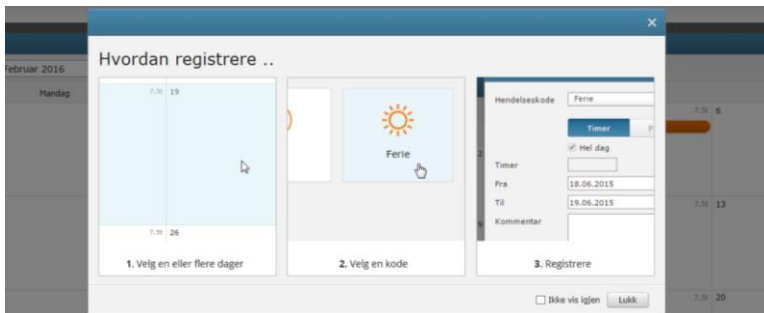 ×
Hvordan registrere ..
Februar 2016
Mandag
7.5t 19
7.5t 26
1. Velg en eller flere dager
Ferie
2. Velg en kode
Hendelseskode Ferie
Timer
✓ Hel dag
Timer
Fra 18.06.2015
Til 19.06.2015
Kommentar
3. Registrere
7.5t 6
7.5t 13
7.5t 20
Ikke vis igjen Lukk